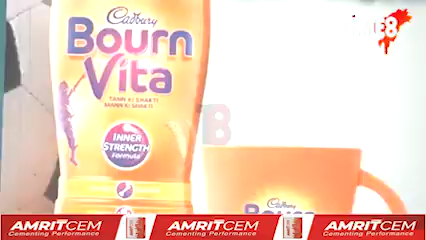 Cadbury
Bourn
Vita
TANN KI SHAKTI
MANN KI SHAKTI
INNER
STRENGTH
Formula
Cadbury
AMRITCEM
Cementing Performance
AMRITCEM
Cementing Performance
AMRITCEM
Cementing Performance